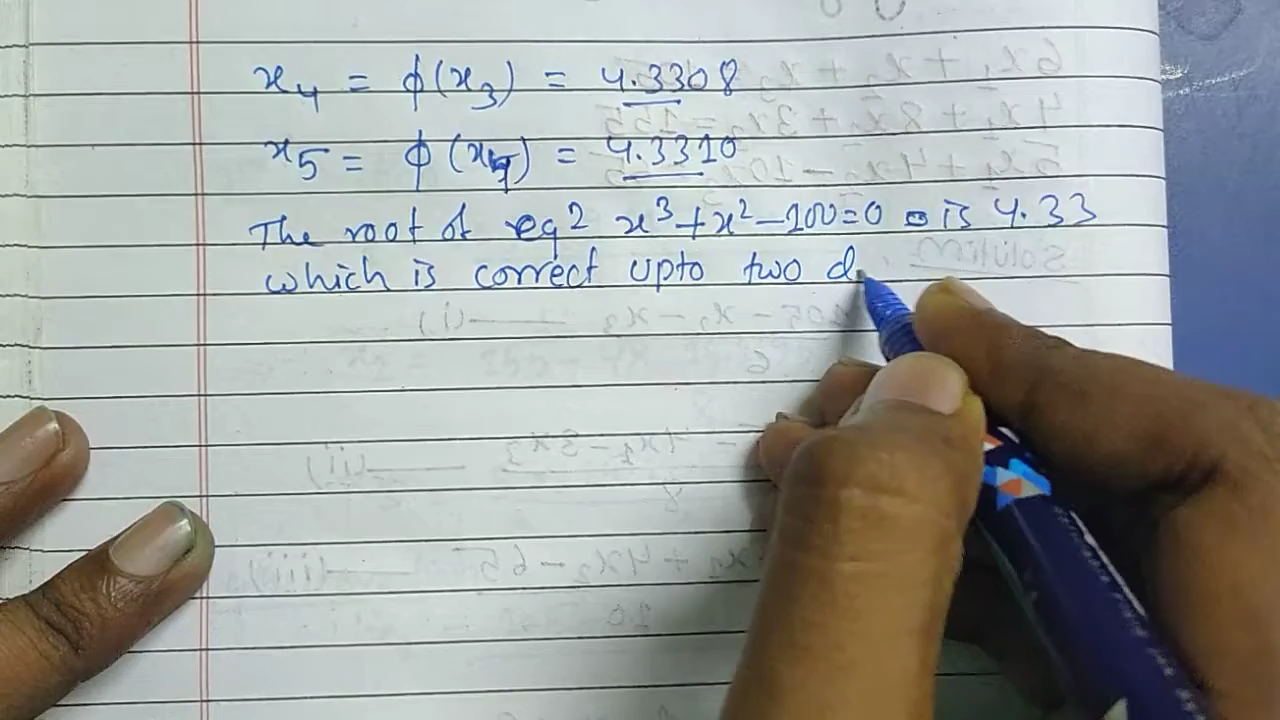 x₄ = ϕ(x₃) = 4.3308
x₅ = ϕ(x₄) = 4.3310
The root of eqⁿ x³+x²-100=0 is 4.33
which is correct upto two d